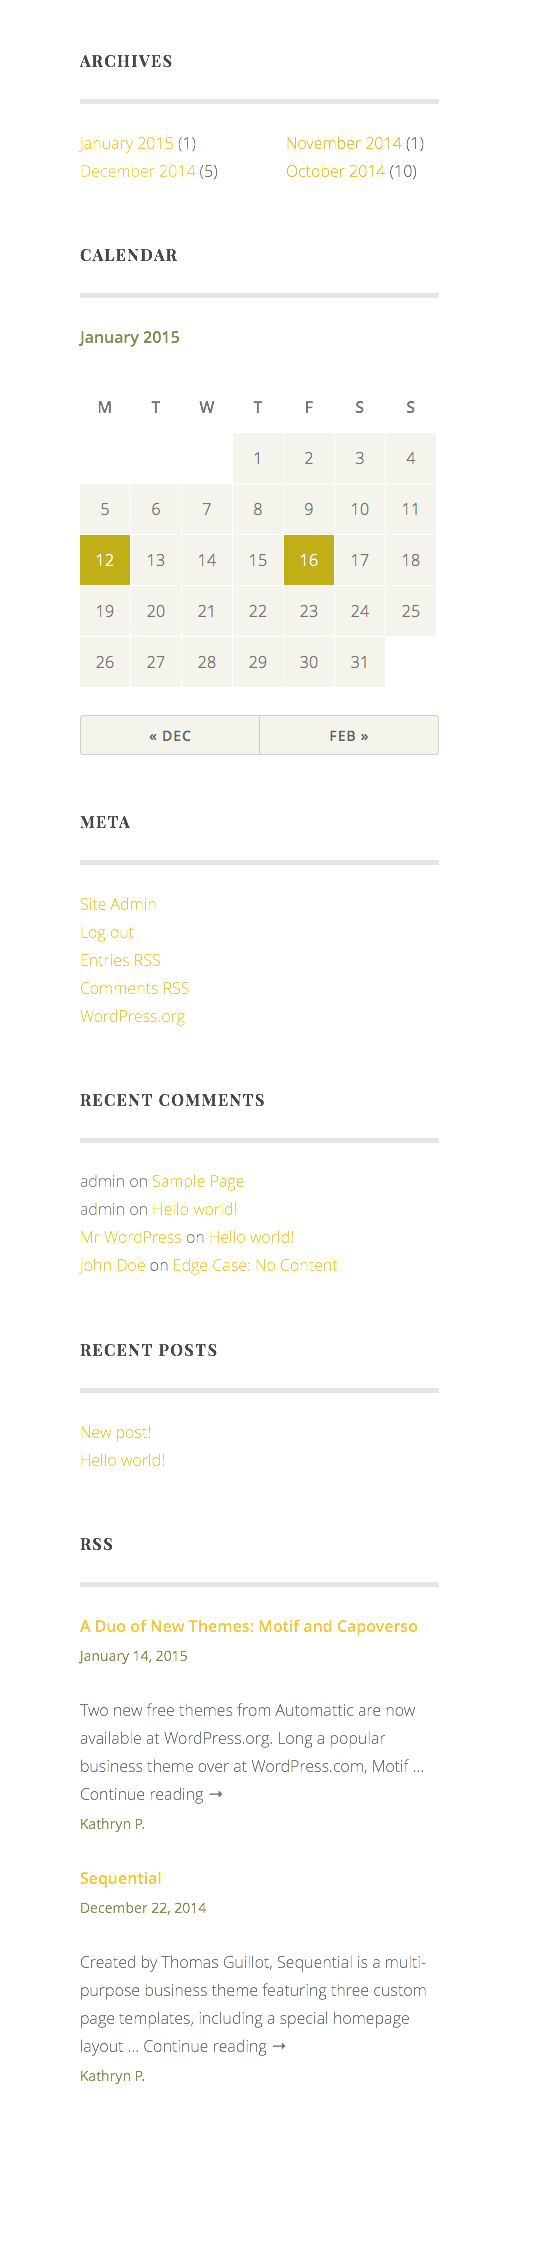 ARCHIVES
January 2015 (1)
December 2014 (5)
November 2014 (1)
October 2014 (10)
CALENDAR
January 2015
M T W T F S S
1 2 3 4
5 6 7 8 9 10 11
12 13 14 15 16 17 18
19 20 21 22 23 24 25
26 27 28 29 30 31
« DEC FEB »
META
Site Admin
Log out
Entries RSS
Comments RSS
WordPress.org
RECENT COMMENTS
admin on Sample Page
admin on Hello world!
Mr WordPress on Hello world!
John Doe on Edge Case: No Content
RECENT POSTS
New post!
Hello world!
RSS
A Duo of New Themes: Motif and Capoverso
January 14, 2015
Two new free themes from Automattic are now
available at WordPress.org. Long a popular
business theme over at WordPress.com, Motif ...
Continue reading →
Kathryn P.
Sequential
December 22, 2014
Created by Thomas Guillot, Sequential is a multi-
purpose business theme featuring three custom
page templates, including a special homepage
layout ... Continue reading →
Kathryn P.